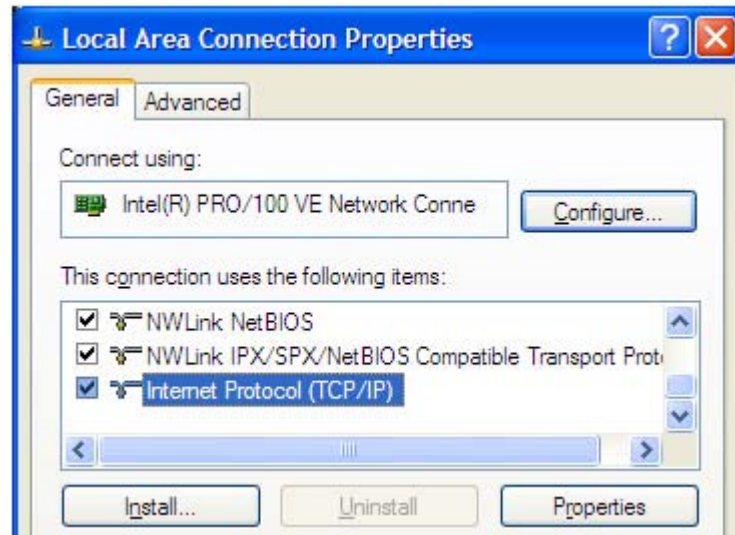 Local Area Connection Properties
General Advanced
Connect using:
Intel(R) PRO/100 VE Network Conne
Configure...
This connection uses the following items:
NWLink NetBIOS
NWLink IPX/SPX/NetBIOS Compatible Transport Prot
Internet Protocol (TCP/IP)
Install... Uninstall Properties